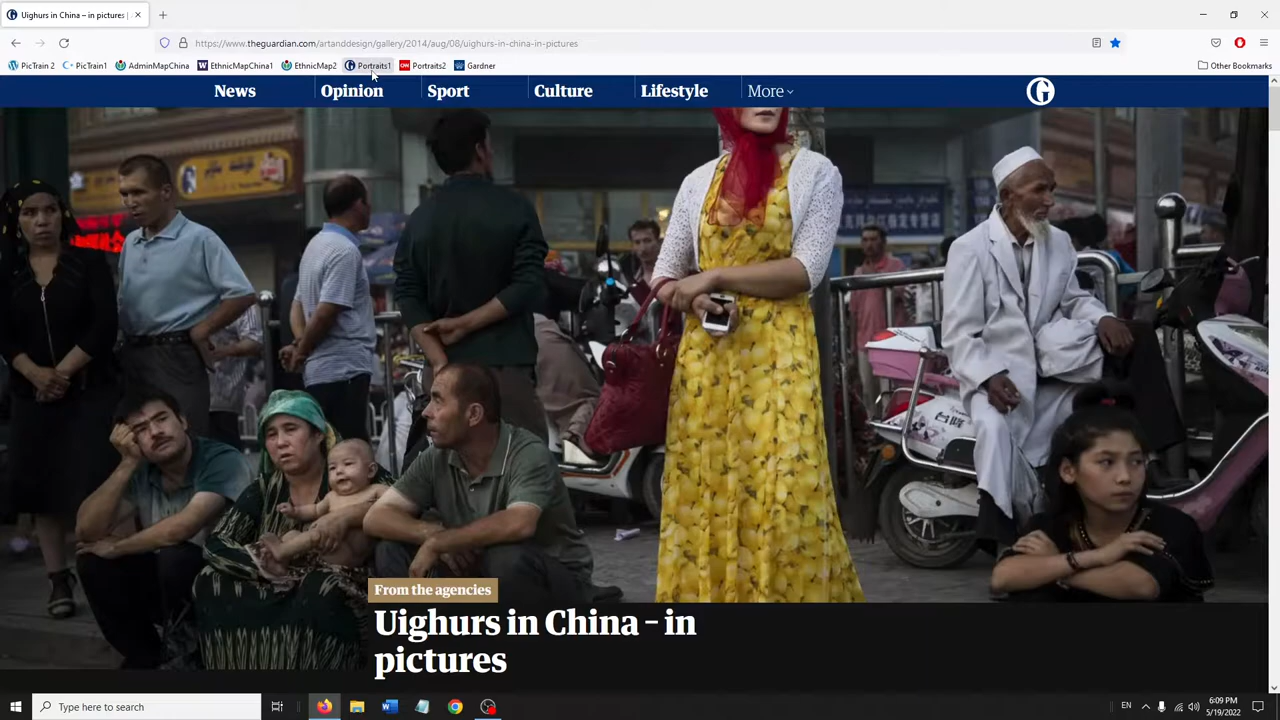 Uighurs in China – in pictures |
https://www.theguardian.com/artanddesign/gallery/2014/aug/08/uighurs-in-china-in-pictures
PicTrain 2 PicTrain1 AdminMapChina EthnicMapChina1 EthnicMap2 Portraits1 Portraits2 Gardner Other Bookmarks
News Opinion Sport Culture Lifestyle More
From the agencies
Uighurs in China – in
pictures
Type here to search
EN
6:09 PM
5/19/2022